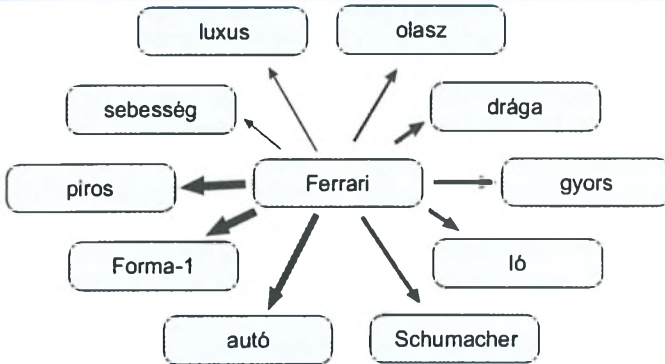 luxus
olasz
sebesség
drága
piros
Ferrari
gyors
Forma-1
ló
autó
Schumacher